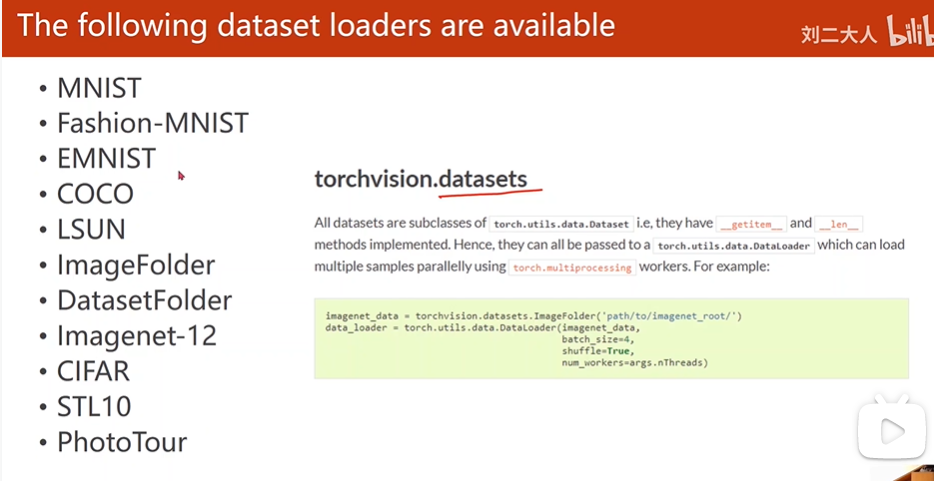 The following dataset loaders are available
刘二大人 bilib
• MNIST
• Fashion-MNIST
• EMNIST
• COCO
• LSUN
• ImageFolder
• DatasetFolder
• Imagenet-12
• CIFAR
• STL10
• PhotoTour
torchvision.datasets
All datasets are subclasses of torch.utils.data.Dataset i.e, they have __getitem__ and __len__
methods implemented. Hence, they can all be passed to a torch.utils.data.DataLoader which can load
multiple samples parallelly using torch.multiprocessing workers. For example:
imagenet_data = torchvision.datasets.ImageFolder('path/to/imagenet_root/')
data_loader = torch.utils.data.DataLoader(imagenet_data,
batch_size=4,
shuffle=True,
num_workers=args.nThreads)